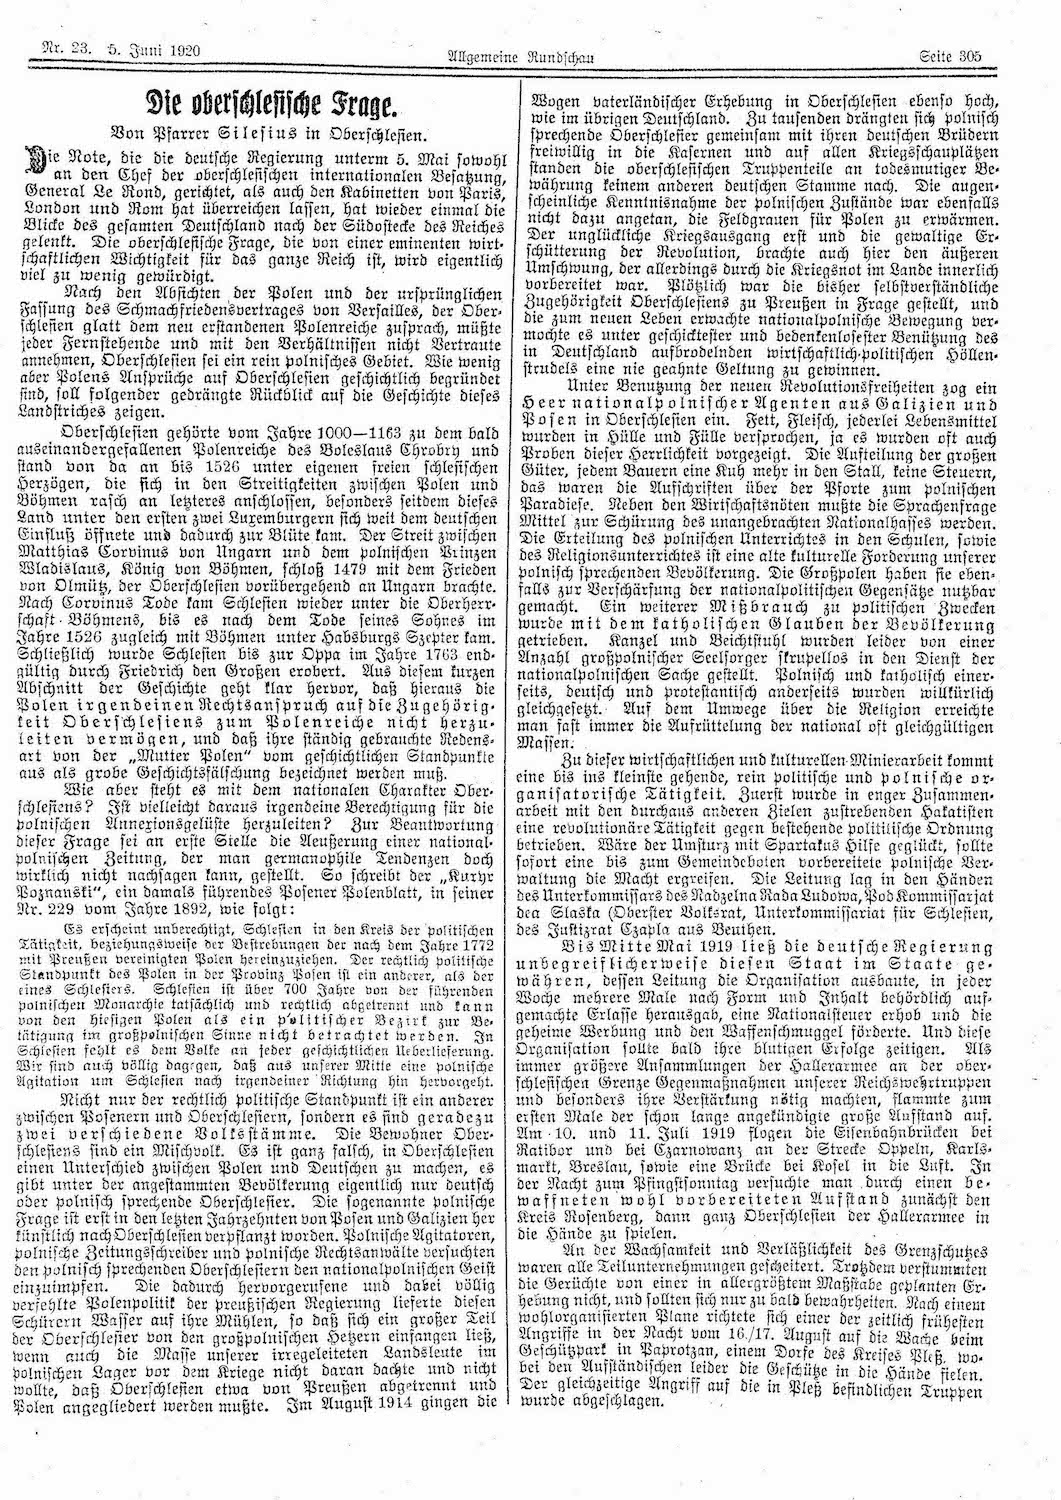 Nr. 23. 5. Juni 1920
Allgemeine Rundschau
Seite 305
Die oberschlesische Frage.
Von Pfarrer Silesius in Oberschlesien.
Die Note, die die deutsche Regierung unterm 5. Mai sowohl
an den Chef der oberschlesischen internationalen Besatzung,
General Le Rond, gerichtet, als auch den Kabinetten von Paris,
London und Rom hat überreichen lassen, hat wieder einmal die
Blicke des gesamten Deutschland nach der Südostecke des Reiches
gelenkt. Die oberschlesische Frage, die von einer eminenten wirt-
schaftlichen Wichtigkeit für das ganze Reich ist, wird eigentlich
viel zu wenig gewürdigt.
Nach den Absichten der Polen und der ursprünglichen
Fassung des Schmachfriedensvertrages von Versailles, der Ober-
schlesien glatt dem neu erstandenen Polenreiche zusprach, müßte
jeder Fernstehende und mit den Verhältnissen nicht Vertraute
annehmen, Oberschlesien sei ein rein polnisches Gebiet. Wie wenig
aber Polens Ansprüche auf Oberschlesien geschichtlich begründet
sind, soll folgender gedrängte Rückblick auf die Geschichte dieses
Landstriches zeigen.
Oberschlesien gehörte vom Jahre 1000—1163 zu dem bald
auseinandergefallenen Polenreiche des Boleslaus Chrobry und
stand von da an bis 1526 unter eigenen freien schlesischen
Herzögen, die sich in den Streitigkeiten zwischen Polen und
Böhmen rasch an letzteres anschlossen, besonders seitdem dieses
Land unter den ersten zwei Luxemburgern sich weit dem deutschen
Einfluß öffnete und dadurch zur Blüte kam. Der Streit zwischen
Matthias Corvinus von Ungarn und dem polnischen Prinzen
Wladislaus, König von Böhmen, schloß 1479 mit dem Frieden
von Olmütz, der Oberschlesien vorübergehend an Ungarn brachte.
Nach Corvinus Tode kam Schlesien wieder unter die Oberherr-
schaft Böhmens, bis es nach dem Tode seines Sohnes im
Jahre 1526 zugleich mit Böhmen unter Habsburgs Szepter kam.
Schließlich wurde Schlesien bis zur Oppa im Jahre 1763 end-
gültig durch Friedrich den Großen erobert. Aus diesem kurzen
Abschnitt der Geschichte geht klar hervor, daß hieraus die
Polen irgendeinen Rechtsanspruch auf die Zugehörig-
keit Oberschlesiens zum Polenreiche nicht herzu-
leiten vermögen, und daß ihre ständig gebrauchte Redens-
art von der „Mutter Polen" vom geschichtlichen Standpunkte
aus als grobe Geschichtsfälschung bezeichnet werden muß.
Wie aber steht es mit dem nationalen Charakter Ober-
schlesiens? Ist vielleicht daraus irgendeine Berechtigung für die
polnischen Annexionsgelüste herzuleiten? Zur Beantwortung
dieser Frage sei an erste Stelle die Aeußerung einer national-
polnischen Zeitung, der man germanophile Tendenzen doch
wirklich nicht nachsagen kann, gestellt. So schreibt der „Kuryr
Poznanski", ein damals führendes Posener Polenblatt, in seiner
Nr. 229 vom Jahre 1892, wie folgt:
Es erscheint unberechtigt, Schlesien in den Kreis der politischen
Tätigkeit, beziehungsweise der Bestrebungen der nach dem Jahre 1772
mit Preußen vereinigten Polen hereinzuziehen. Der rechtlich politische
Standpunkt des Polen in der Provinz Posen ist ein anderer, als der
eines Schlesiers. Schlesien ist über 700 Jahre von der führenden
polnischen Monarchie tatsächlich und rechtlich abgetrennt und kann
von den hiesigen Polen als ein politischer Bezirk zur Be-
tätigung im großpolnischen Sinne nicht betrachtet werden. In
Schlesien fehlt es dem Volke an jeder geschichtlichen Ueberlieferung.
Wir sind auch völlig dagegen, daß aus unserer Mitte eine polnische
Agitation um Schlesien nach irgendeiner Richtung hin hervorgeht.
Nicht nur der rechtlich politische Standpunkt ist ein anderer
zwischen Posenern und Oberschlesiern, sondern es sind geradezu
zwei verschiedene Volksstämme. Die Bewohner Ober-
schlesiens sind ein Mischvolk. Es ist ganz falsch, in Oberschlesien
einen Unterschied zwischen Polen und Deutschen zu machen, es
gibt unter der angestammten Bevölkerung eigentlich nur deutsch
oder polnisch sprechende Oberschlesier. Die sogenannte polnische
Frage ist erst in den letzten Jahrzehnten von Posen und Galizien her
künstlich nach Oberschlesien verpflanzt worden. Polnische Agitatoren,
polnische Zeitungsschreiber und polnische Rechtsanwälte versuchten
den polnisch sprechenden Oberschlesiern den nationalpolnischen Geist
einzuimpfen. Die dadurch hervorgerufene und dabei völlig
verfehlte Polenpolitik der preußischen Regierung lieferte diesen
Schürern Wasser auf ihre Mühlen, so daß sich ein großer Teil
der Oberschlesier von den großpolnischen Hetzern einfangen ließ,
wenn auch die Masse unserer irregeleiteten Landsleute im
polnischen Lager vor dem Kriege nicht daran dachte und nicht
wollte, daß Oberschlesien etwa von Preußen abgetrennt und
Polen angegliedert werden mußte. Im August 1914 gingen die
Wogen vaterländischer Erhebung in Oberschlesien ebenso hoch,
wie im übrigen Deutschland. Zu tausenden drängten sich polnisch
sprechende Oberschlesier gemeinsam mit ihren deutschen Brüdern
freiwillig in die Kasernen und auf allen Kriegsschauplätzen
standen die oberschlesischen Truppenteile an todesmutiger Be-
währung keinem anderen deutschen Stamme nach. Die augen-
scheinliche Kenntnisnahme der polnischen Zustände war ebenfalls
nicht dazu angetan, die Feldgrauen für Polen zu erwärmen.
Der unglückliche Kriegsausgang erst und die gewaltige Er-
schütterung der Revolution, brachte auch hier den äußeren
Umschwung, der allerdings durch die Kriegsnot im Lande innerlich
vorbereitet war. Plötzlich war die bisher selbstverständliche
Zugehörigkeit Oberschlesiens zu Preußen in Frage gestellt, und
die zum neuen Leben erwachte nationalpolnische Bewegung ver-
mochte es unter geschicktester und bedenkenlosester Benützung des
in Deutschland aufbrodelnden wirtschaftlich-politischen Höllen-
strudels eine nie geahnte Geltung zu gewinnen.
Unter Benutzung der neuen Revolutionsfreiheiten zog ein
Heer nationalpolnischer Agenten aus Galizien und
Posen in Oberschlesien ein. Fett, Fleisch, jederlei Lebensmittel
wurden in Hülle und Fülle versprochen, ja es wurden oft auch
Proben dieser Herrlichkeit vorgezeigt. Die Aufteilung der großen
Güter, jedem Bauern eine Kuh mehr in den Stall, keine Steuern,
das waren die Aufschriften über der Pforte zum polnischen
Paradiese. Neben den Wirtschaftsnöten mußte die Sprachenfrage
Mittel zur Schürung des unangebrachten Nationalhasses werden.
Die Erteilung des polnischen Unterrichtes in den Schulen, sowie
des Religionsunterrichtes ist eine alte kulturelle Forderung unserer
polnisch sprechenden Bevölkerung. Die Großpolen haben sie eben-
falls zur Verschärfung der nationalpolitischen Gegensätze nutzbar
gemacht. Ein weiterer Mißbrauch zu politischen Zwecken
wurde mit dem katholischen Glauben der Bevölkerung
getrieben. Kanzel und Beichtstuhl wurden leider von einer
Anzahl großpolnischer Seelsorger skrupellos in den Dienst der
nationalpolnischen Sache gestellt. Polnisch und katholisch einer-
seits, deutsch und protestantisch anderseits wurden willkürlich
gleichgesetzt. Auf dem Umwege über die Religion erreichte
man fast immer die Aufrüttelung der national oft gleichgültigen
Massen.
Zu dieser wirtschaftlichen und kulturellen Minierarbeit kommt
eine bis ins kleinste gehende, rein politische und polnische or-
ganisatorische Tätigkeit. Zuerst wurde in enger Zusammen-
arbeit mit den durchaus anderen Zielen zustrebenden Hakatisten
eine revolutionäre Tätigkeit gegen bestehende politische Ordnung
betrieben. Wäre der Umsturz mit Spartakus Hilfe geglückt, sollte
sofort eine bis zum Gemeindeboten vorbereitete polnische Ver-
waltung die Macht ergreifen. Die Leitung lag in den Händen
des Unterkommissars des Nadzelna Rada Ludowa, Pod Kommissarjat
dea Slaska (Oberster Volksrat, Unterkommissariat für Schlesien,
des Justizrat Czapla aus Beuthen.
Bis Mitte Mai 1919 ließ die deutsche Regierung
unbegreiflicherweise diesen Staat im Staate ge-
währen, dessen Leitung die Organisation ausbaute, in jeder
Woche mehrere Male nach Form und Inhalt behördlich auf-
gemachte Erlasse herausgab, eine Nationalsteuer erhob und die
geheime Werbung und den Waffenschmuggel förderte. Und diese
Organisation sollte bald ihre blutigen Erfolge zeitigen. Als
immer größere Ansammlungen der Hallerarmee an der ober-
schlesischen Grenze Gegenmaßnahmen unserer Reichswehrtruppen
und besonders ihre Verstärkung nötig machten, flammte zum
ersten Male der schon lange angekündigte große Aufstand auf.
Am 10. und 11. Juli 1919 flogen die Eisenbahnbrücken bei
Ratibor und bei Czarnowanz an der Strecke Oppeln, Karls-
markt, Breslau, sowie eine Brücke bei Kosel in die Luft. In
der Nacht zum Pfingstsonntag versuchte man durch einen be-
waffneten wohl vorbereiteten Aufstand zunächst den
Kreis Rosenberg, dann ganz Oberschlesien der Hallerarmee in
die Hände zu spielen.
An der Wachsamkeit und Verläßlichkeit des Grenzschutzes
waren alle Teilunternehmungen gescheitert. Trotzdem verstummten
die Gerüchte von einer in allergrößtem Maßstabe geplanten Er-
hebung nicht, und sollten sich nur zu bald bewahrheiten. Nach einem
wohlorganisierten Plane richtete sich einer der zeitlich frühesten
Angriffe in der Nacht vom 16./17. August auf die Wache beim
Geschützpark in Paprotzan, einem Dorfe des Kreises Pleß, wo-
bei den Aufständischen leider die Geschütze in die Hände fielen.
Der gleichzeitige Angriff auf die in Pleß befindlichen Truppen
wurde abgeschlagen.